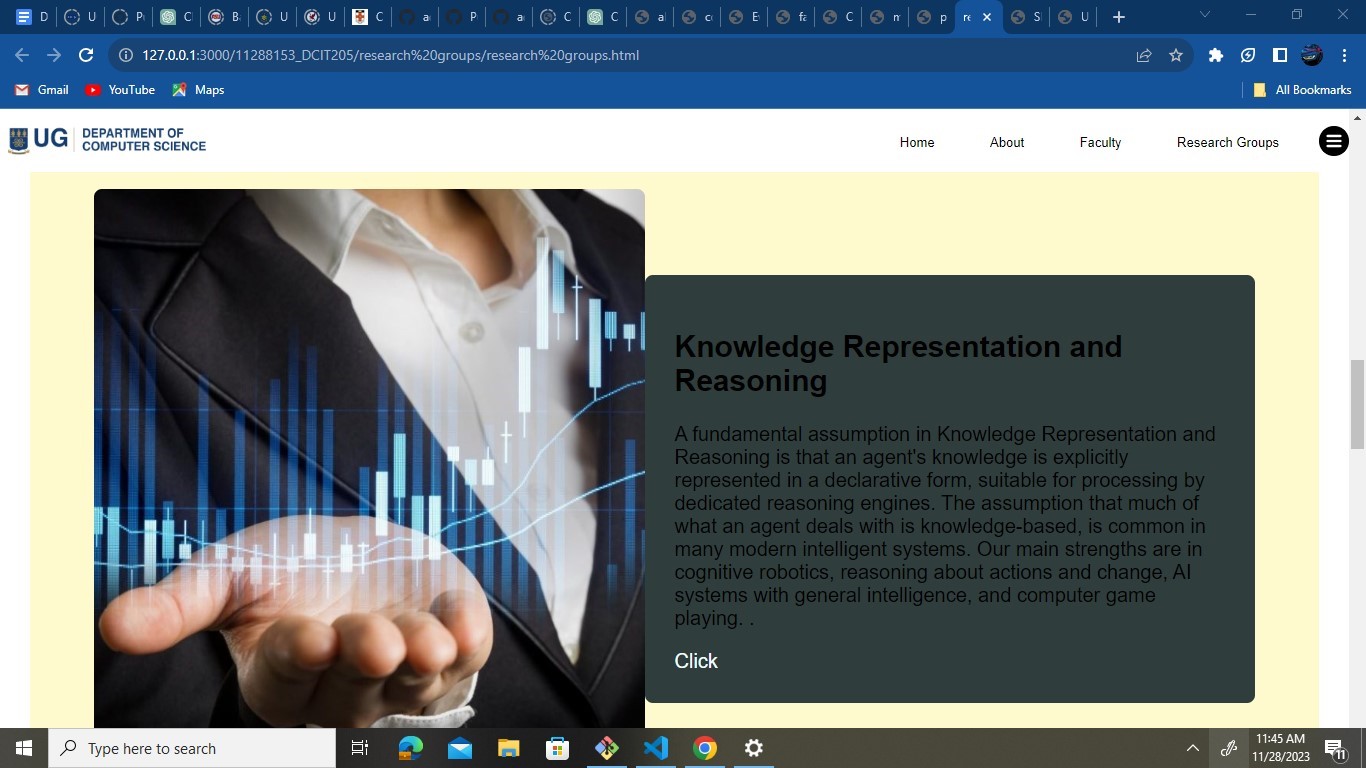 D
P
C
B
U
U
C
a
P
a
C
C
a
c
E
fa
C
m
p
re
S
U
127.0.0.1:3000/11288153_DCIT205/research%20groups/research%20groups.html
Gmail
YouTube
Maps
All Bookmarks
UG
DEPARTMENT OF
COMPUTER SCIENCE
Home
About
Faculty
Research Groups
Knowledge Representation and
Reasoning
A fundamental assumption in Knowledge Representation and
Reasoning is that an agent's knowledge is explicitly
represented in a declarative form, suitable for processing by
dedicated reasoning engines. The assumption that much of
what an agent deals with is knowledge-based, is common in
many modern intelligent systems. Our main strengths are in
cognitive robotics, reasoning about actions and change, AI
systems with general intelligence, and computer game
playing. .
Click
Type here to search
11:45 AM
11/28/2023
11